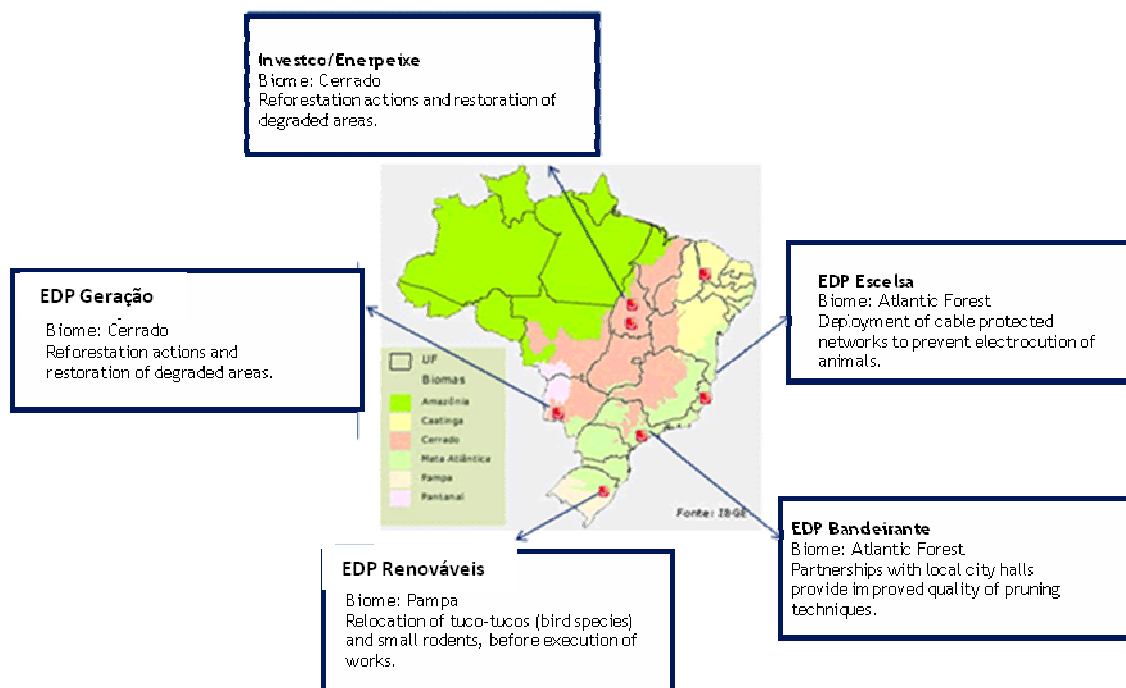 Investco/Enerpeixe
Biome: Cerrado
Reforestation actions and restoration of
degraded areas.
EDP Geração
Biome: Cerrado
Reforestation actions and
restoration of degraded areas.
EDP Escelsa
Biome: Atlantic Forest
Deployment of cable protected
networks to prevent electrocution of
animals.
UF
Biomas
Amazônia
Caatinga
Cerrado
Mata Atlântica
Pampa
Pantanal
Fonte: IBGE
EDP Bandeirante
Biome: Atlantic Forest
Partnerships with local city halls
provide improved quality of pruning
techniques.
EDP Renováveis
Biome: Pampa
Relocation of tuco-tucos (bird species)
and small rodents, before execution of
works.